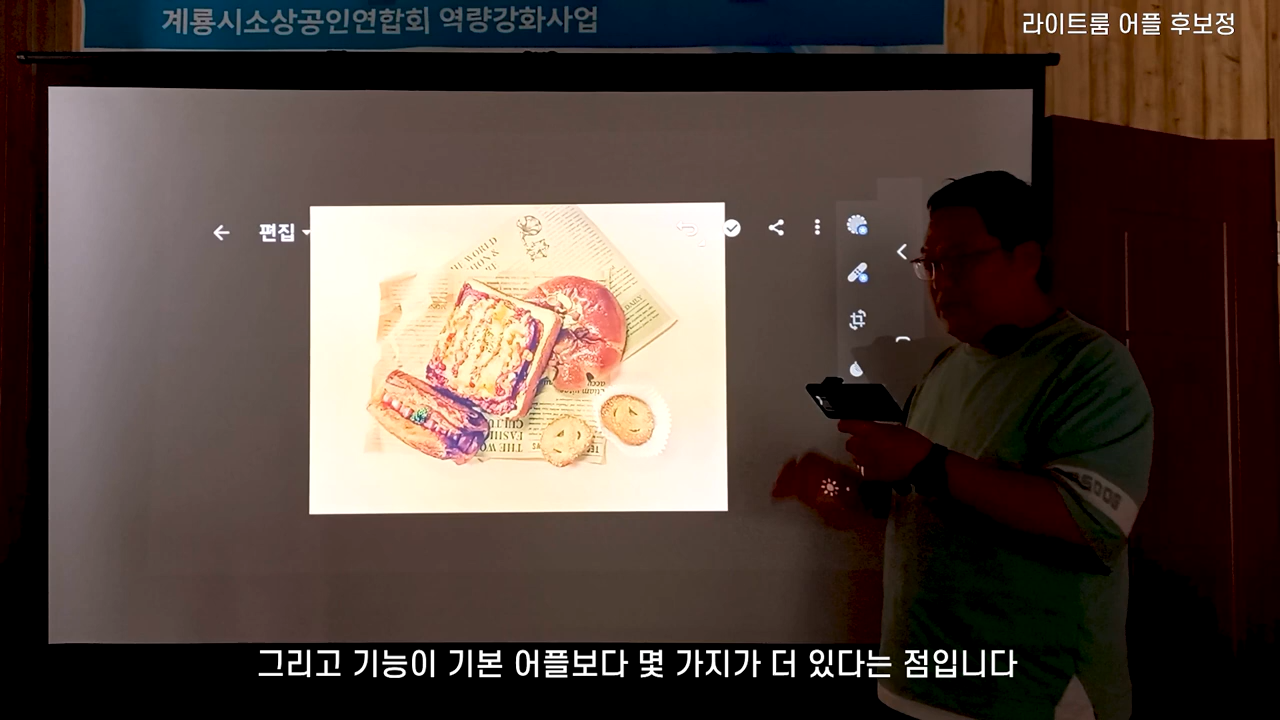 계룡시소상공인연합회 역량강화사업
라이트룸 어플 후보정
편집
THE WORLD
그리고 기능이 기본 어플보다 몇 가지가 더 있다는 점입니다